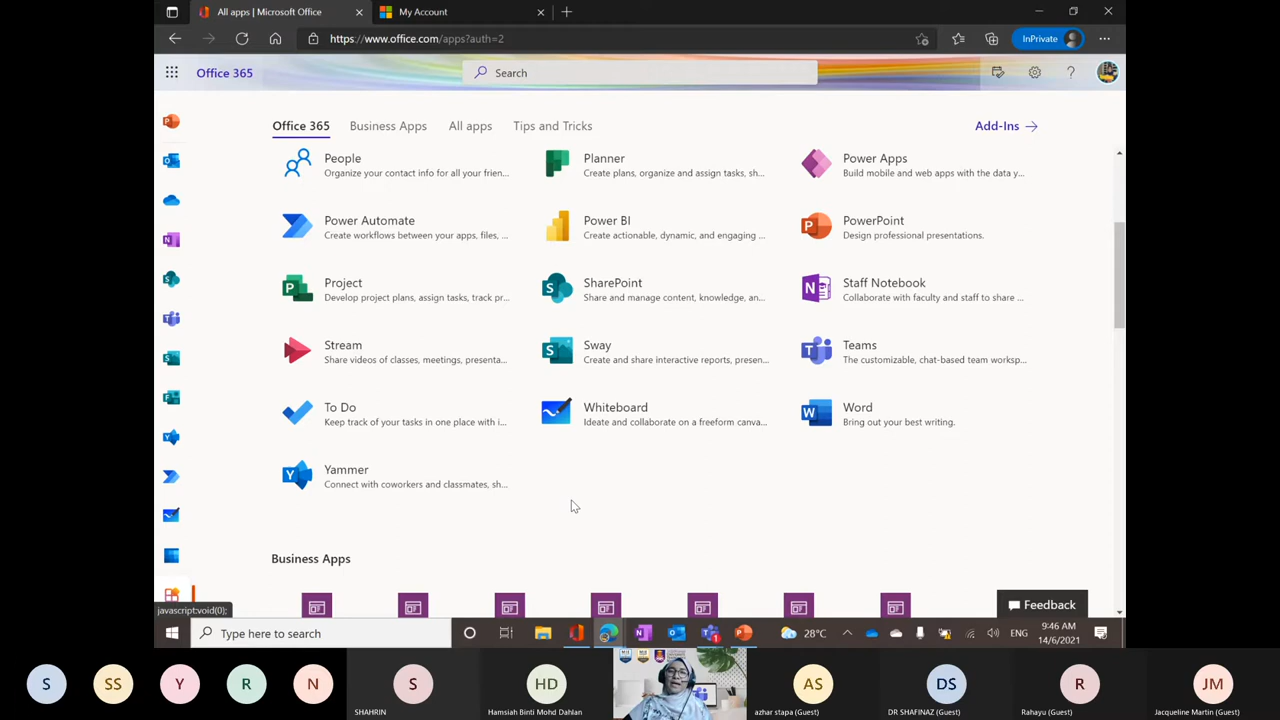 All apps | Microsoft Office
My Account
https://www.office.com/apps?auth=2
InPrivate
Office 365
Search
Office 365
Business Apps
All apps
Tips and Tricks
Add-Ins
People
Organize your contact info for all your frien...
Planner
Create plans, organize and assign tasks, sh...
Power Apps
Build mobile and web apps with the data y...
Power Automate
Create workflows between your apps, files, ...
Power BI
Create actionable, dynamic, and engaging ...
PowerPoint
Design professional presentations.
Project
Develop project plans, assign tasks, track pr...
SharePoint
Share and manage content, knowledge, an...
Staff Notebook
Collaborate with faculty and staff to share ...
Stream
Share videos of classes, meetings, presenta...
Sway
Create and share interactive reports, presen...
Teams
The customizable, chat-based team worksp...
To Do
Keep track of your tasks in one place with i...
Whiteboard
Ideate and collaborate on a freeform canva...
Word
Bring out your best writing.
Yammer
Connect with coworkers and classmates, sh...
Business Apps
javascript:void(0);
Feedback
Type here to search
28°C
ENG
9:46 AM
14/6/2021
S
SS
Y
R
N
S
SHAHRIN
HD
Hamsiah Binti Mohd Dahlan
AS
azhar stapa (Guest)
DS
DR SHAFINAZ (Guest)
R
Rahayu (Guest)
JM
Jacqueline Martin (Guest)